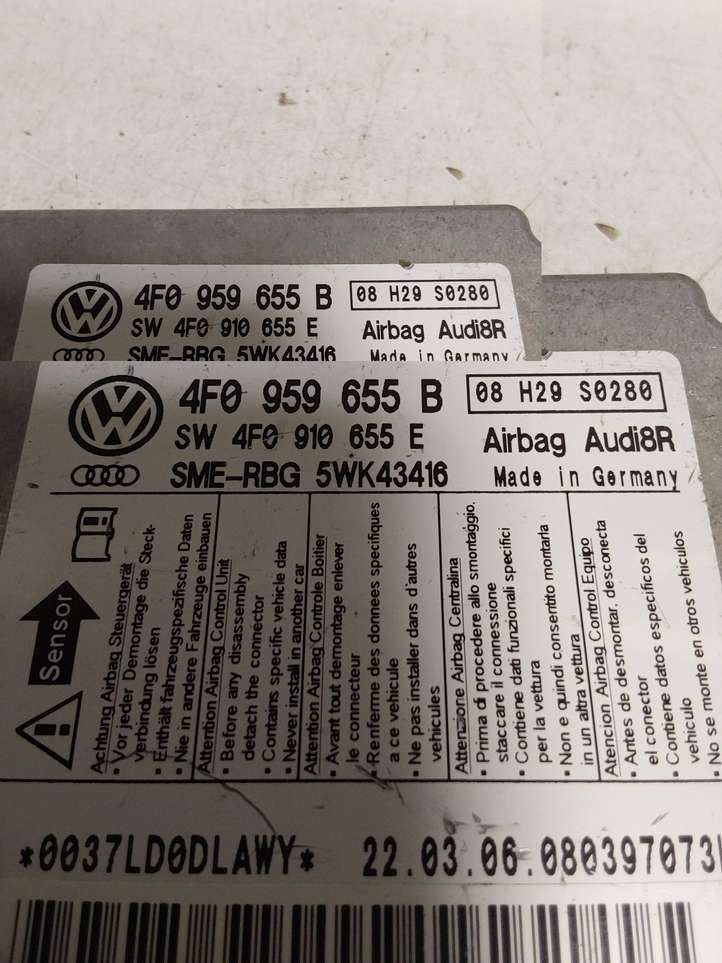 4F0 959 655 B 08 H29 S0280
SW 4F0 910 655 E Airbag Audi8R
SME-RBG 5WK43416 Made in Germany
4F0 959 655 B 08 H29 S0280
SW 4F0 910 655 E Airbag Audi8R
SME-RBG 5WK43416 Made in Germany
Sensor
Achtung Airbag Steuergerät
• Vor jeder Demontage die Steck-
verbindung lösen
• Enthält fahrzeugspezifische Daten
• Nie in andere Fahrzeuge einbauen
Attention Airbag Control Unit
• Before any disassembly
detach the connector
• Contains specific vehicle data
• Never install in another car
Attention Airbag Controle Boitier
• Avant tout demontage enlever
le connecteur
• Renferme des donnees specifiques
a ce vehicule
• Ne pas installer dans d'autres
vehicules
Attenzione Airbag Centralina
• Prima di procedere allo smontaggio,
staccare il connessione
• Contiene dati funzionali specifici
per la vettura
• Non e quindi consentito montarla
in un altra vettura
Atencion Airbag Control Equipo
• Antes de desmontar, desconecta
el conector
• Contiene datos especificos del
vehiculo
• No se monte en otros vehiculos
*0037LD0DLAWY* 22.03.06.080397073